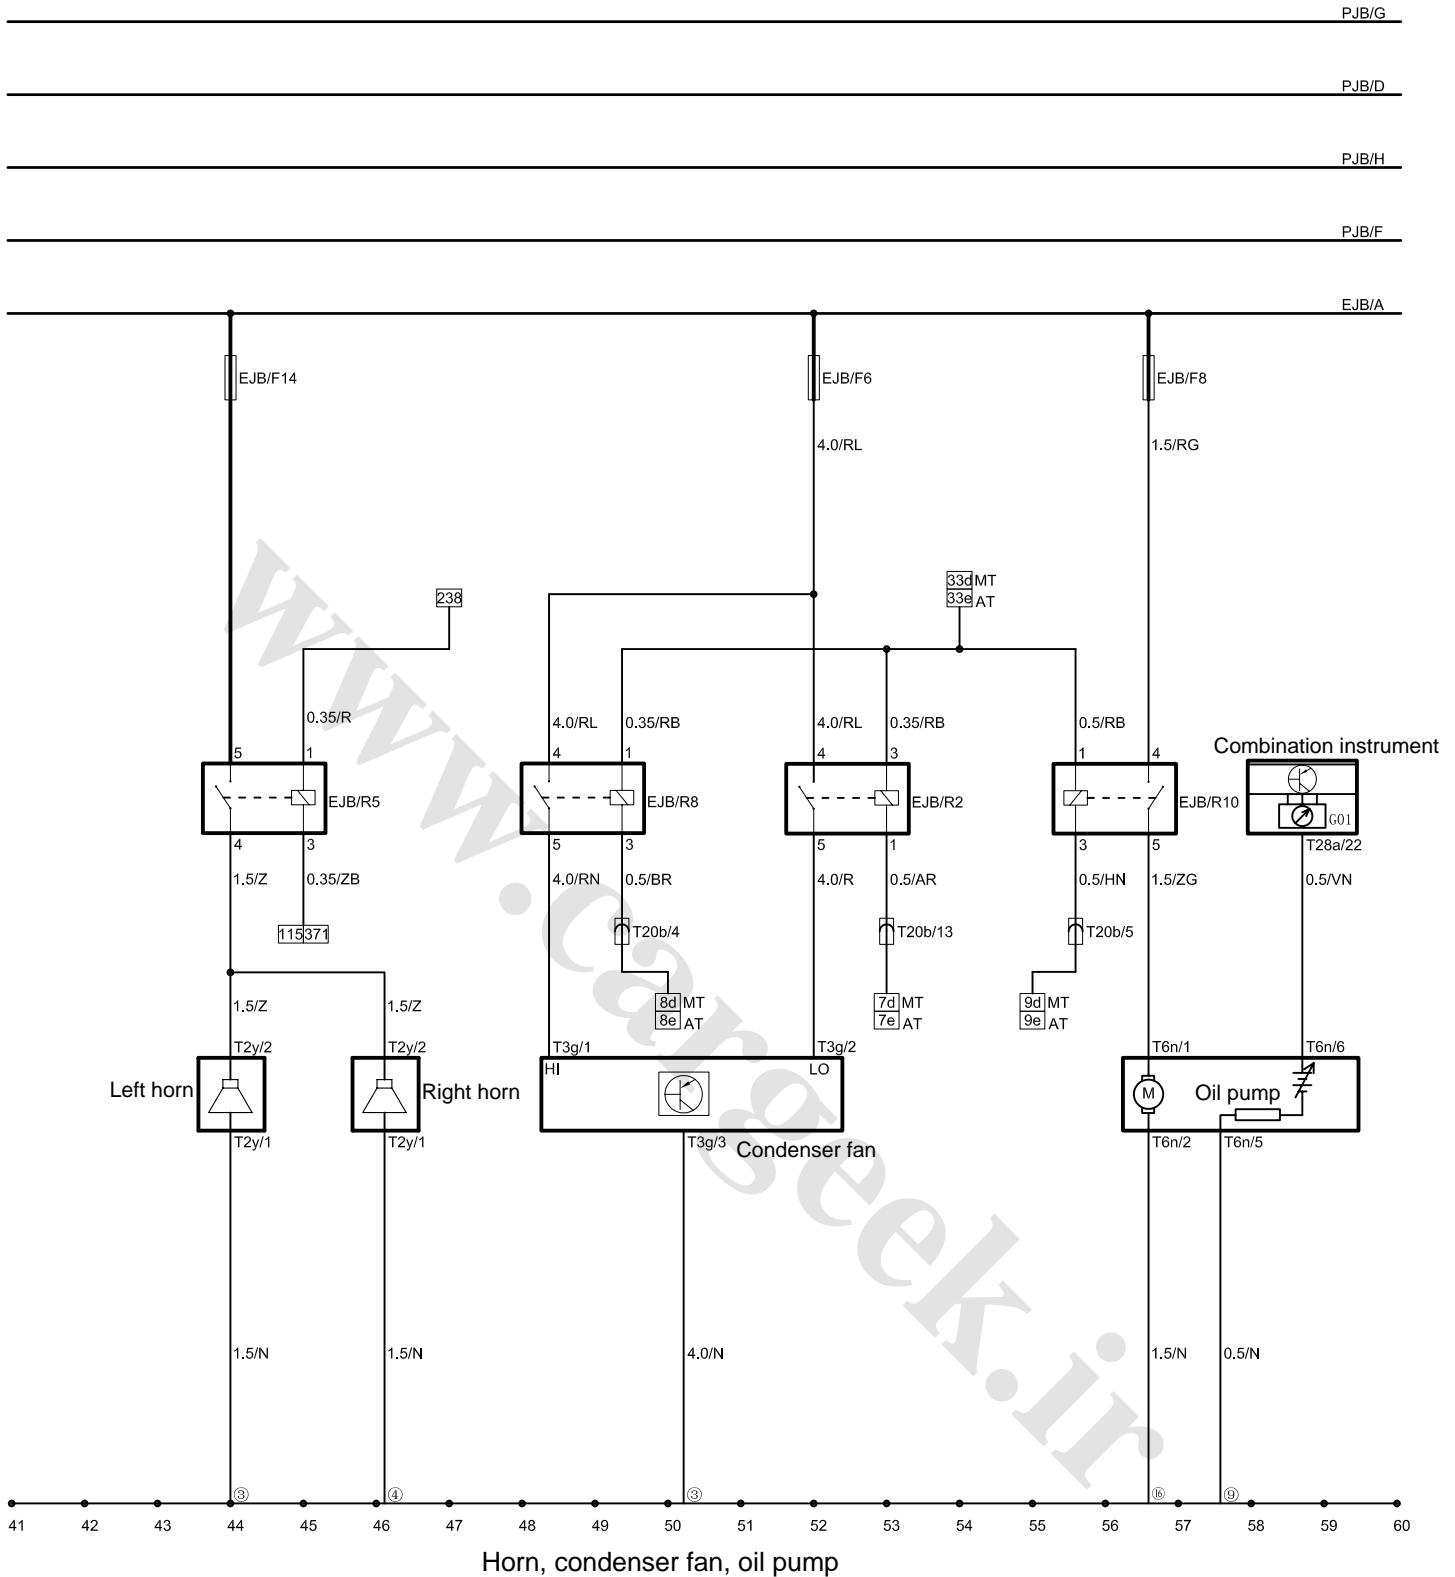 PJB/G
PJB/D
PJB/H
PJB/F
EJB/A
EJB/F14
EJB/F6
EJB/F8
4.0/RL
1.5/RG
238
33d MT
33e AT
0.35/R
4.0/RL
0.35/RB
4.0/RL
0.35/RB
0.5/RB
5
1
4
1
4
3
1
4
Combination instrument
EJB/R5
EJB/R8
EJB/R2
EJB/R10
G01
4
3
5
3
5
1
3
5
T28a/22
1.5/Z
0.35/ZB
4.0/RN
0.5/BR
4.0/R
0.5/AR
0.5/HN
1.5/ZG
0.5/VN
115 371
T20b/4
T20b/13
T20b/5
1.5/Z
1.5/Z
8d MT
8e AT
7d MT
7e AT
9d MT
9e AT
T2y/2
T2y/2
T3g/1
T3g/2
T6n/1
T6n/6
HI
LO
Left horn
Right horn
M
Oil pump
T2y/1
T2y/1
T3g/3
Condenser fan
T6n/2
T6n/5
1.5/N
1.5/N
4.0/N
1.5/N
0.5/N
③
④
③
⑯
⑨
41 42 43 44 45 46 47 48 49 50 51 52 53 54 55 56 57 58 59 60
Horn, condenser fan, oil pump
www.cargeek.ir